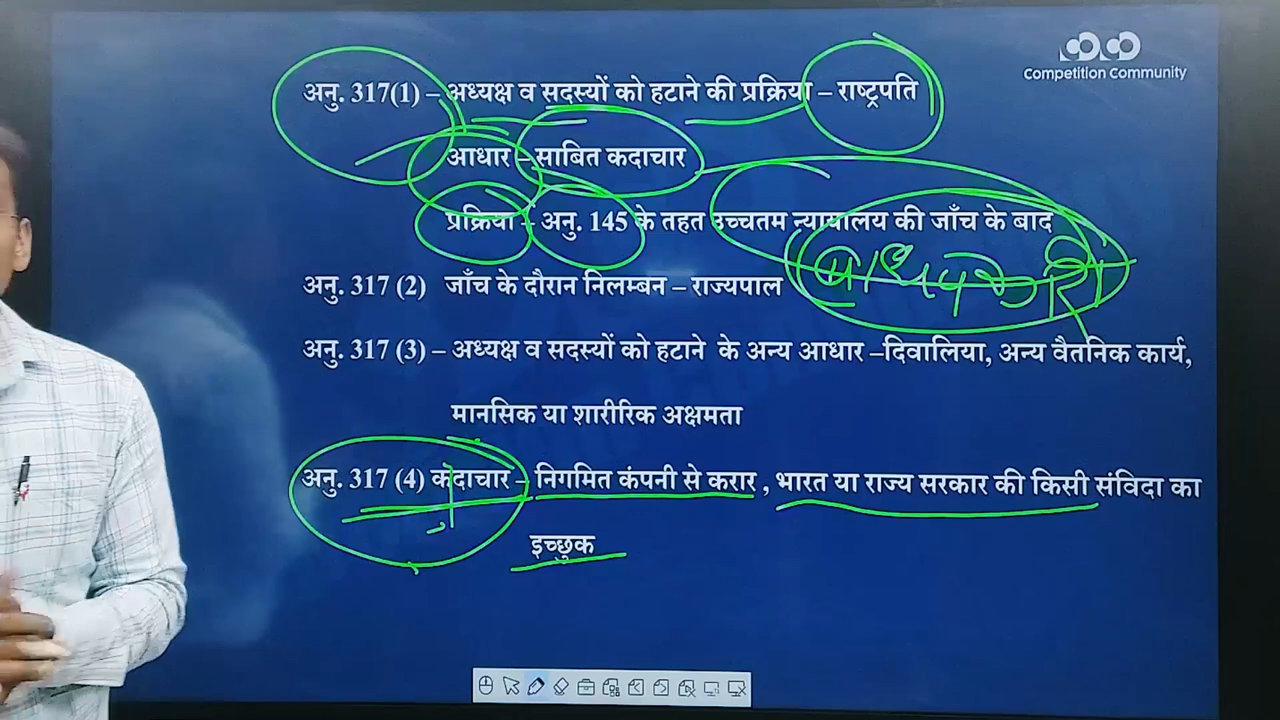 Competition Community
अनु. 317(1) – अध्यक्ष व सदस्यों को हटाने की प्रक्रिया – राष्ट्रपति
आधार – साबित कदाचार
प्रक्रिया – अनु. 145 के तहत उच्चतम न्यायालय की जाँच के बाद
बाध्यकारी
अनु. 317 (2) जाँच के दौरान निलम्बन – राज्यपाल
अनु. 317 (3) – अध्यक्ष व सदस्यों को हटाने के अन्य आधार –दिवालिया, अन्य वैतनिक कार्य,
मानसिक या शारीरिक अक्षमता
अनु. 317 (4) कदाचार – निगमित कंपनी से करार , भारत या राज्य सरकार की किसी संविदा का
इच्छुक